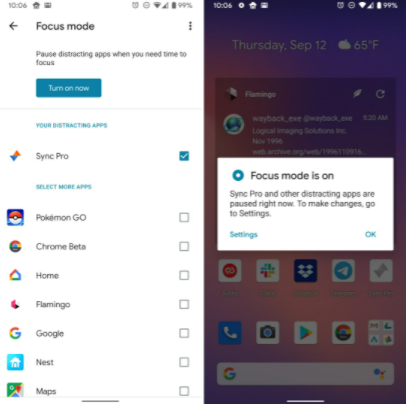 10:06
99%
Focus mode
Pause distracting apps when you need time to
focus
Turn on now
YOUR DISTRACTING APPS
Sync Pro
SELECT MORE APPS
Pokémon GO
Chrome Beta
Home
Flamingo
Google
Nest
Maps
10:06
99%
Thursday, Sep 12
65°F
Flamingo
wayback_exe @wayback_exe 5:20 AM
Logical Imaging Solutions Inc.
Nov 1996
web.archive.org/web/1996110916...
Focus mode is on
Sync Pro and other distracting apps are
paused right now. To make changes, go
to Settings.
Settings
OK